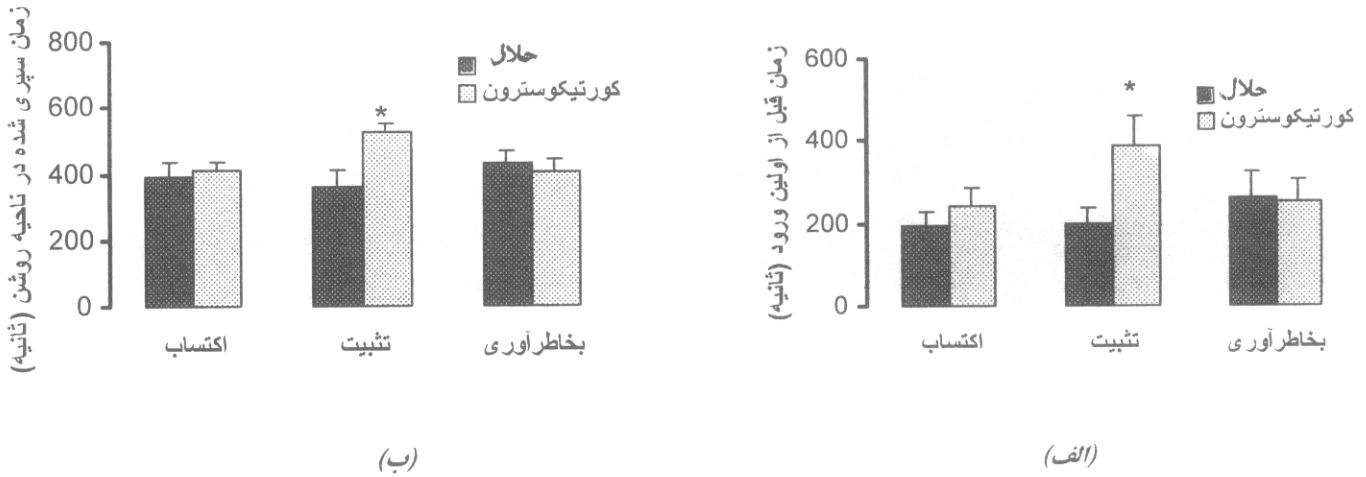 زمان قبل از اولین ورود (ثانیه)
600
400
200
0
حلال
کورتیکوسترون
*
اکتساب
تثبیت
بخاطرآوری
(الف)
زمان سپری شده در ناحیه روشن (ثانیه)
800
600
400
200
0
حلال
کورتیکوسترون
*
اکتساب
تثبیت
بخاطرآوری
(ب)